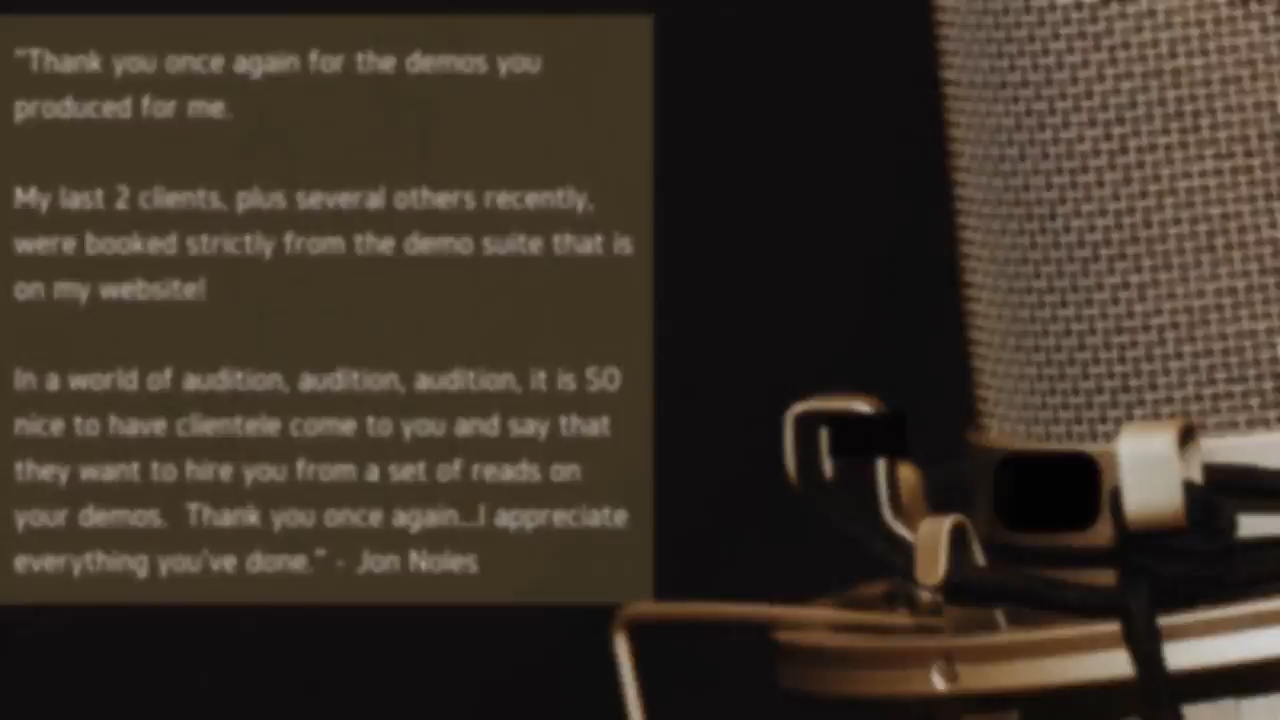 "Thank you once again for the demos you
produced for me.
My last 2 clients, plus several others recently,
were booked strictly from the demo suite that is
on my website!
In a world of audition, audition, audition, it is SO
nice to have clientele come to you and say that
they want to hire you from a set of reads on
your demos.  Thank you once again...I appreciate
everything you've done." - Jon Noles